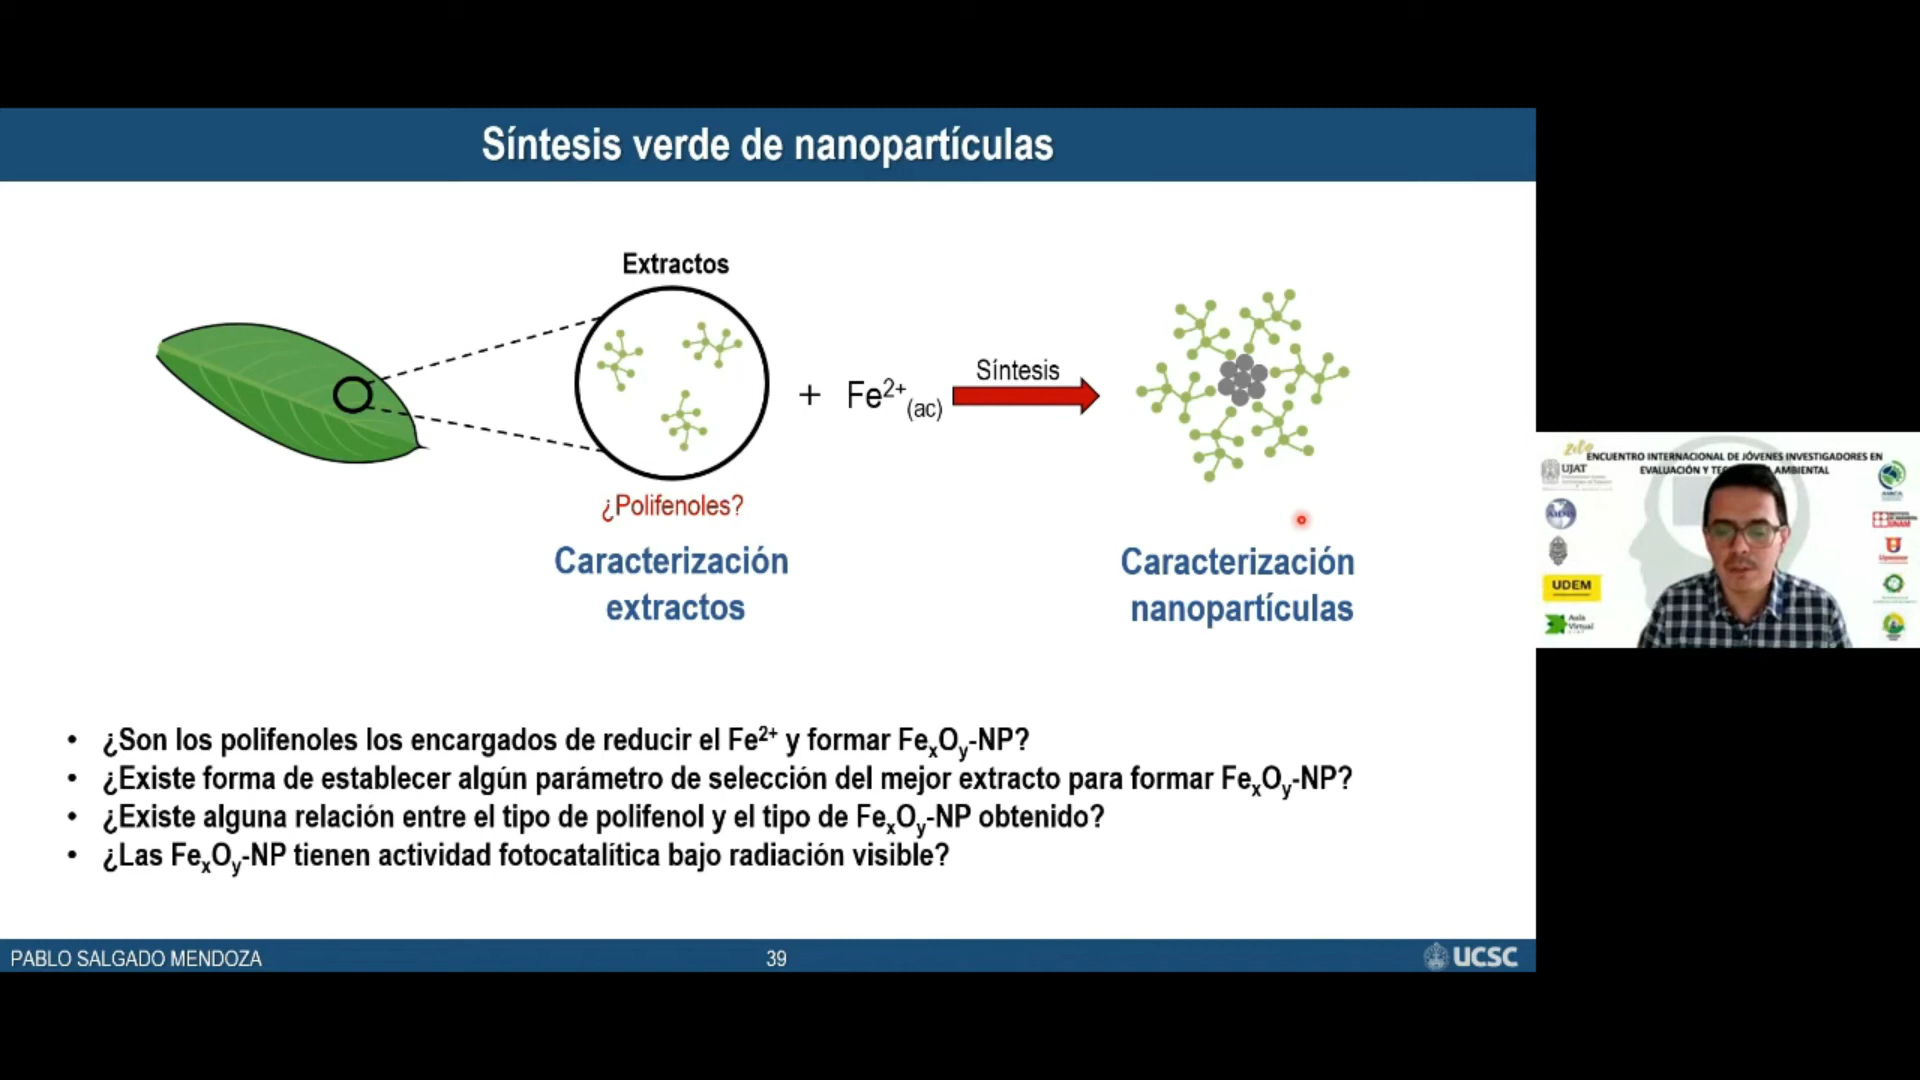 Síntesis verde de nanopartículas
Extractos
¿Polifenoles?
+ Fe²⁺(ac)
Síntesis
Caracterización
extractos
Caracterización
nanopartículas
• ¿Son los polifenoles los encargados de reducir el Fe²⁺ y formar FexOy-NP?
• ¿Existe forma de establecer algún parámetro de selección del mejor extracto para formar FexOy-NP?
• ¿Existe alguna relación entre el tipo de polifenol y el tipo de FexOy-NP obtenido?
• ¿Las FexOy-NP tienen actividad fotocatalítica bajo radiación visible?
PABLO SALGADO MENDOZA
39
UCSC
ENCUENTRO INTERNACIONAL DE JÓVENES INVESTIGADORES EN
EVALUACIÓN Y
AMBIENTAL
UJAT
UDEM
Aula
Virtual